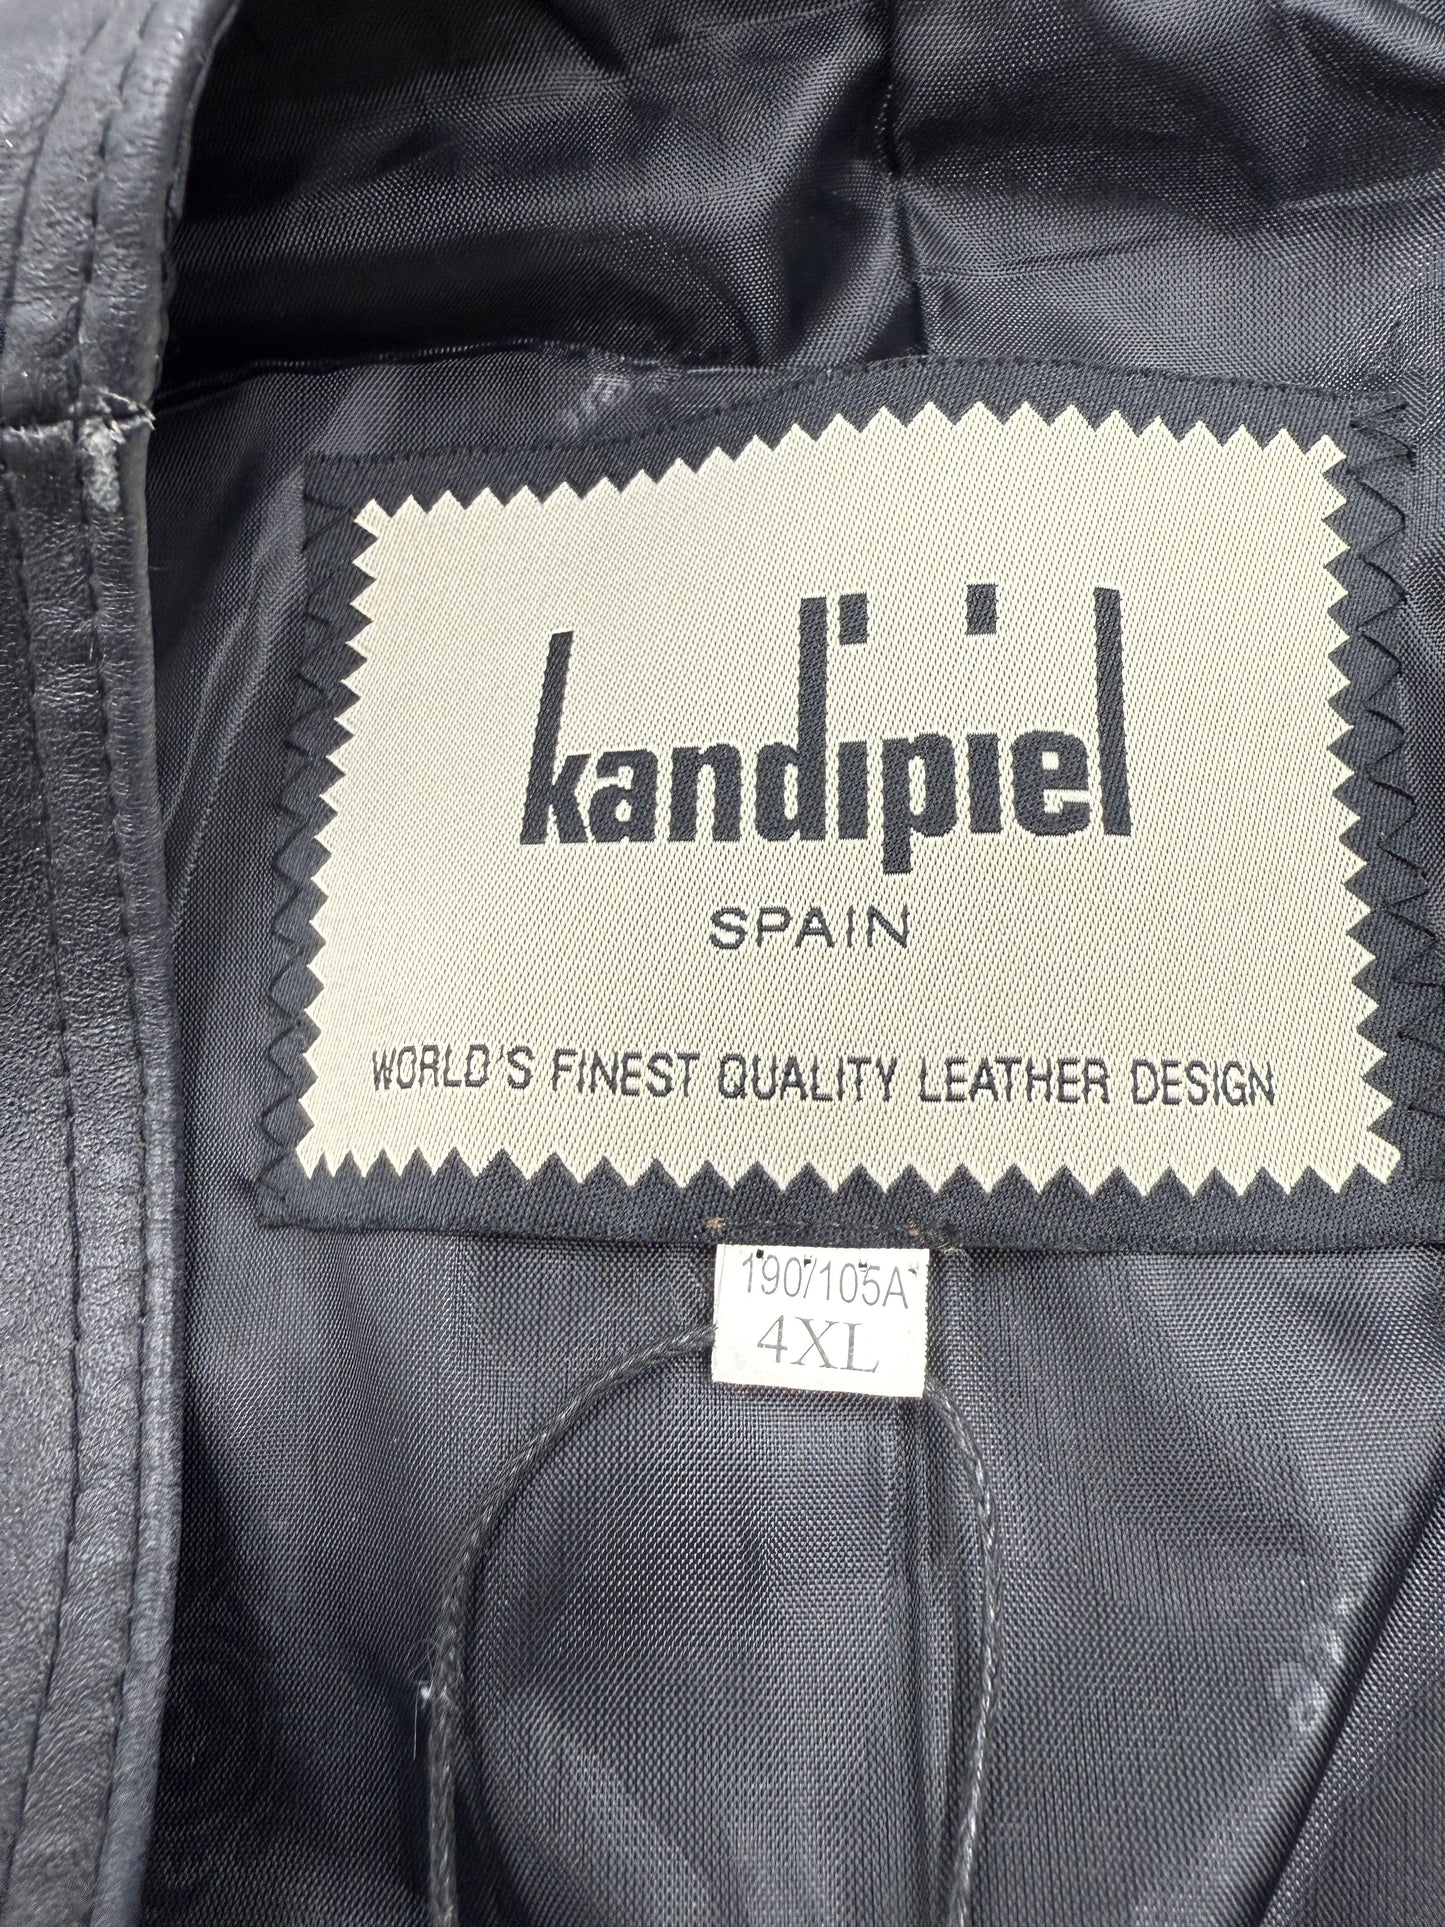 kandipiel
SPAIN
WORLD'S FINEST QUALITY LEATHER DESIGN
190/105A
4XL